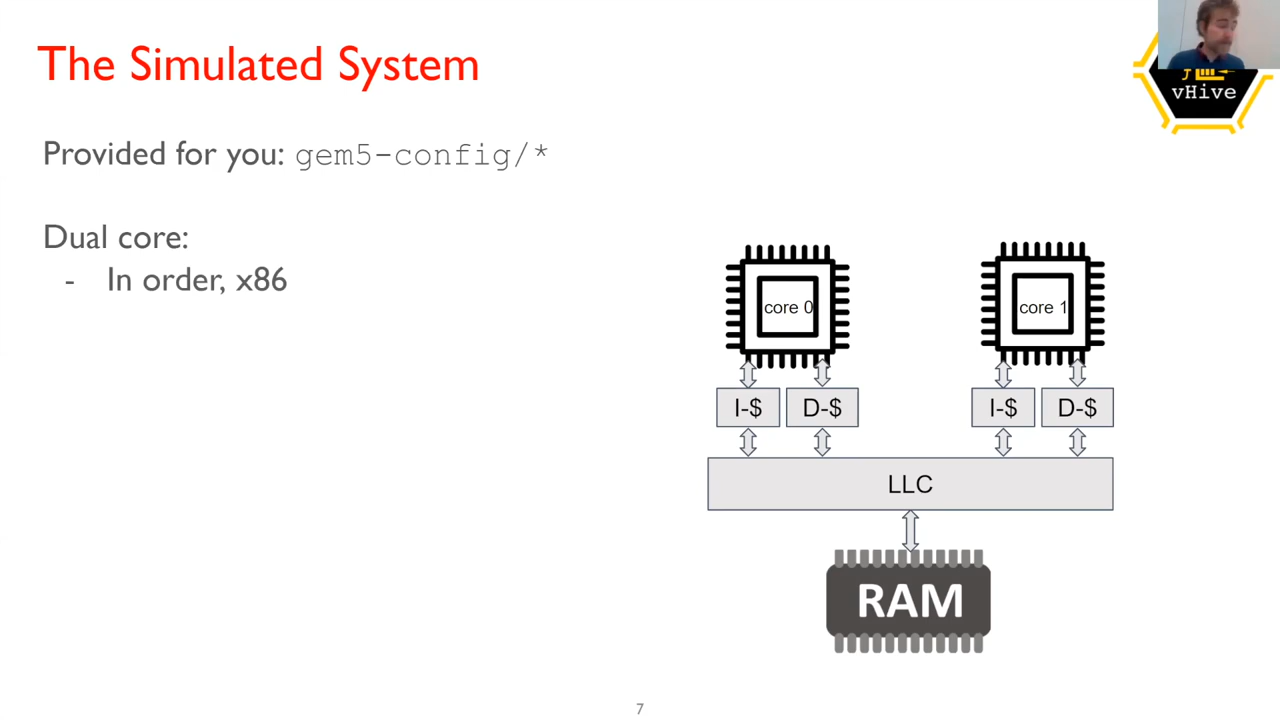 The Simulated System
vHive
Provided for you: gem5-config/*
Dual core:
- In order, x86
core 0
core 1
I-$
D-$
I-$
D-$
LLC
RAM
7